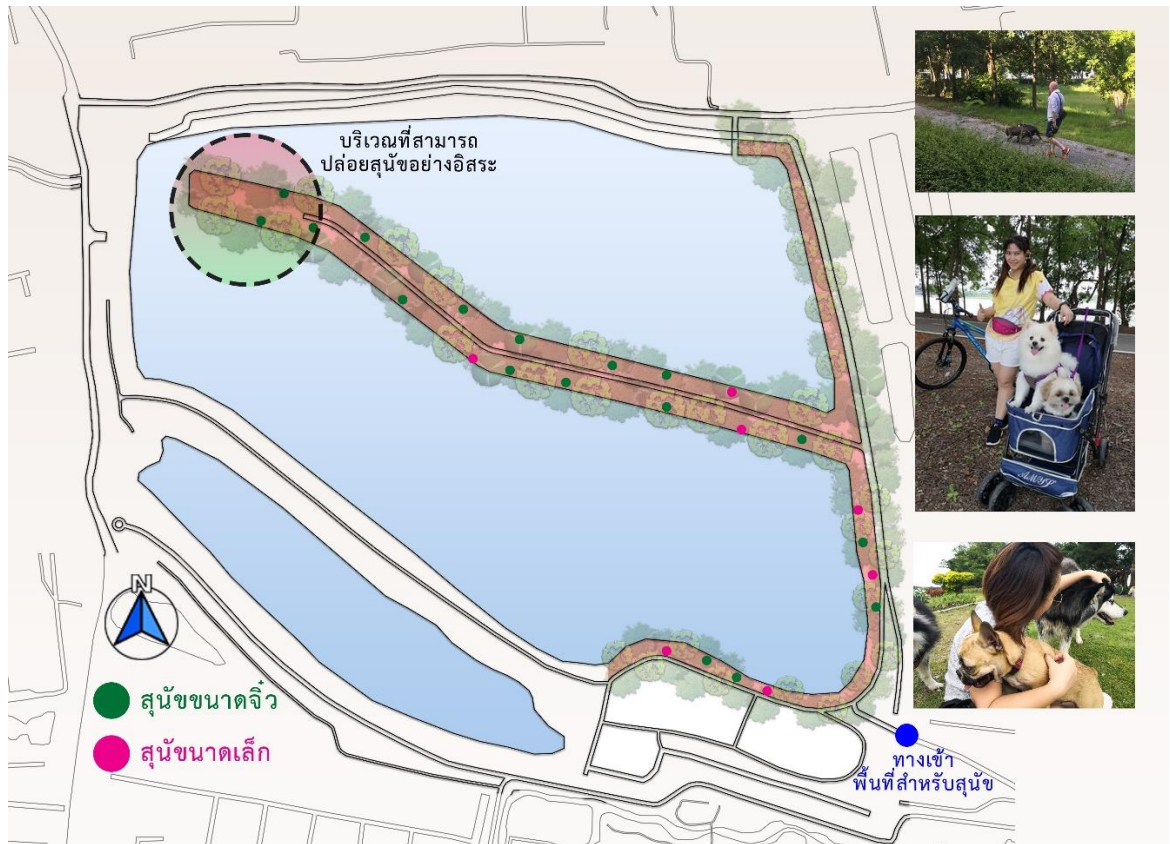 บริเวณที่สามารถ
ปล่อยสุนัขอย่างอิสระ
N
สุนัขขนาดจิ๋ว
สุนัขนาดเล็ก
ทางเข้า
พื้นที่สำหรับสุนัข